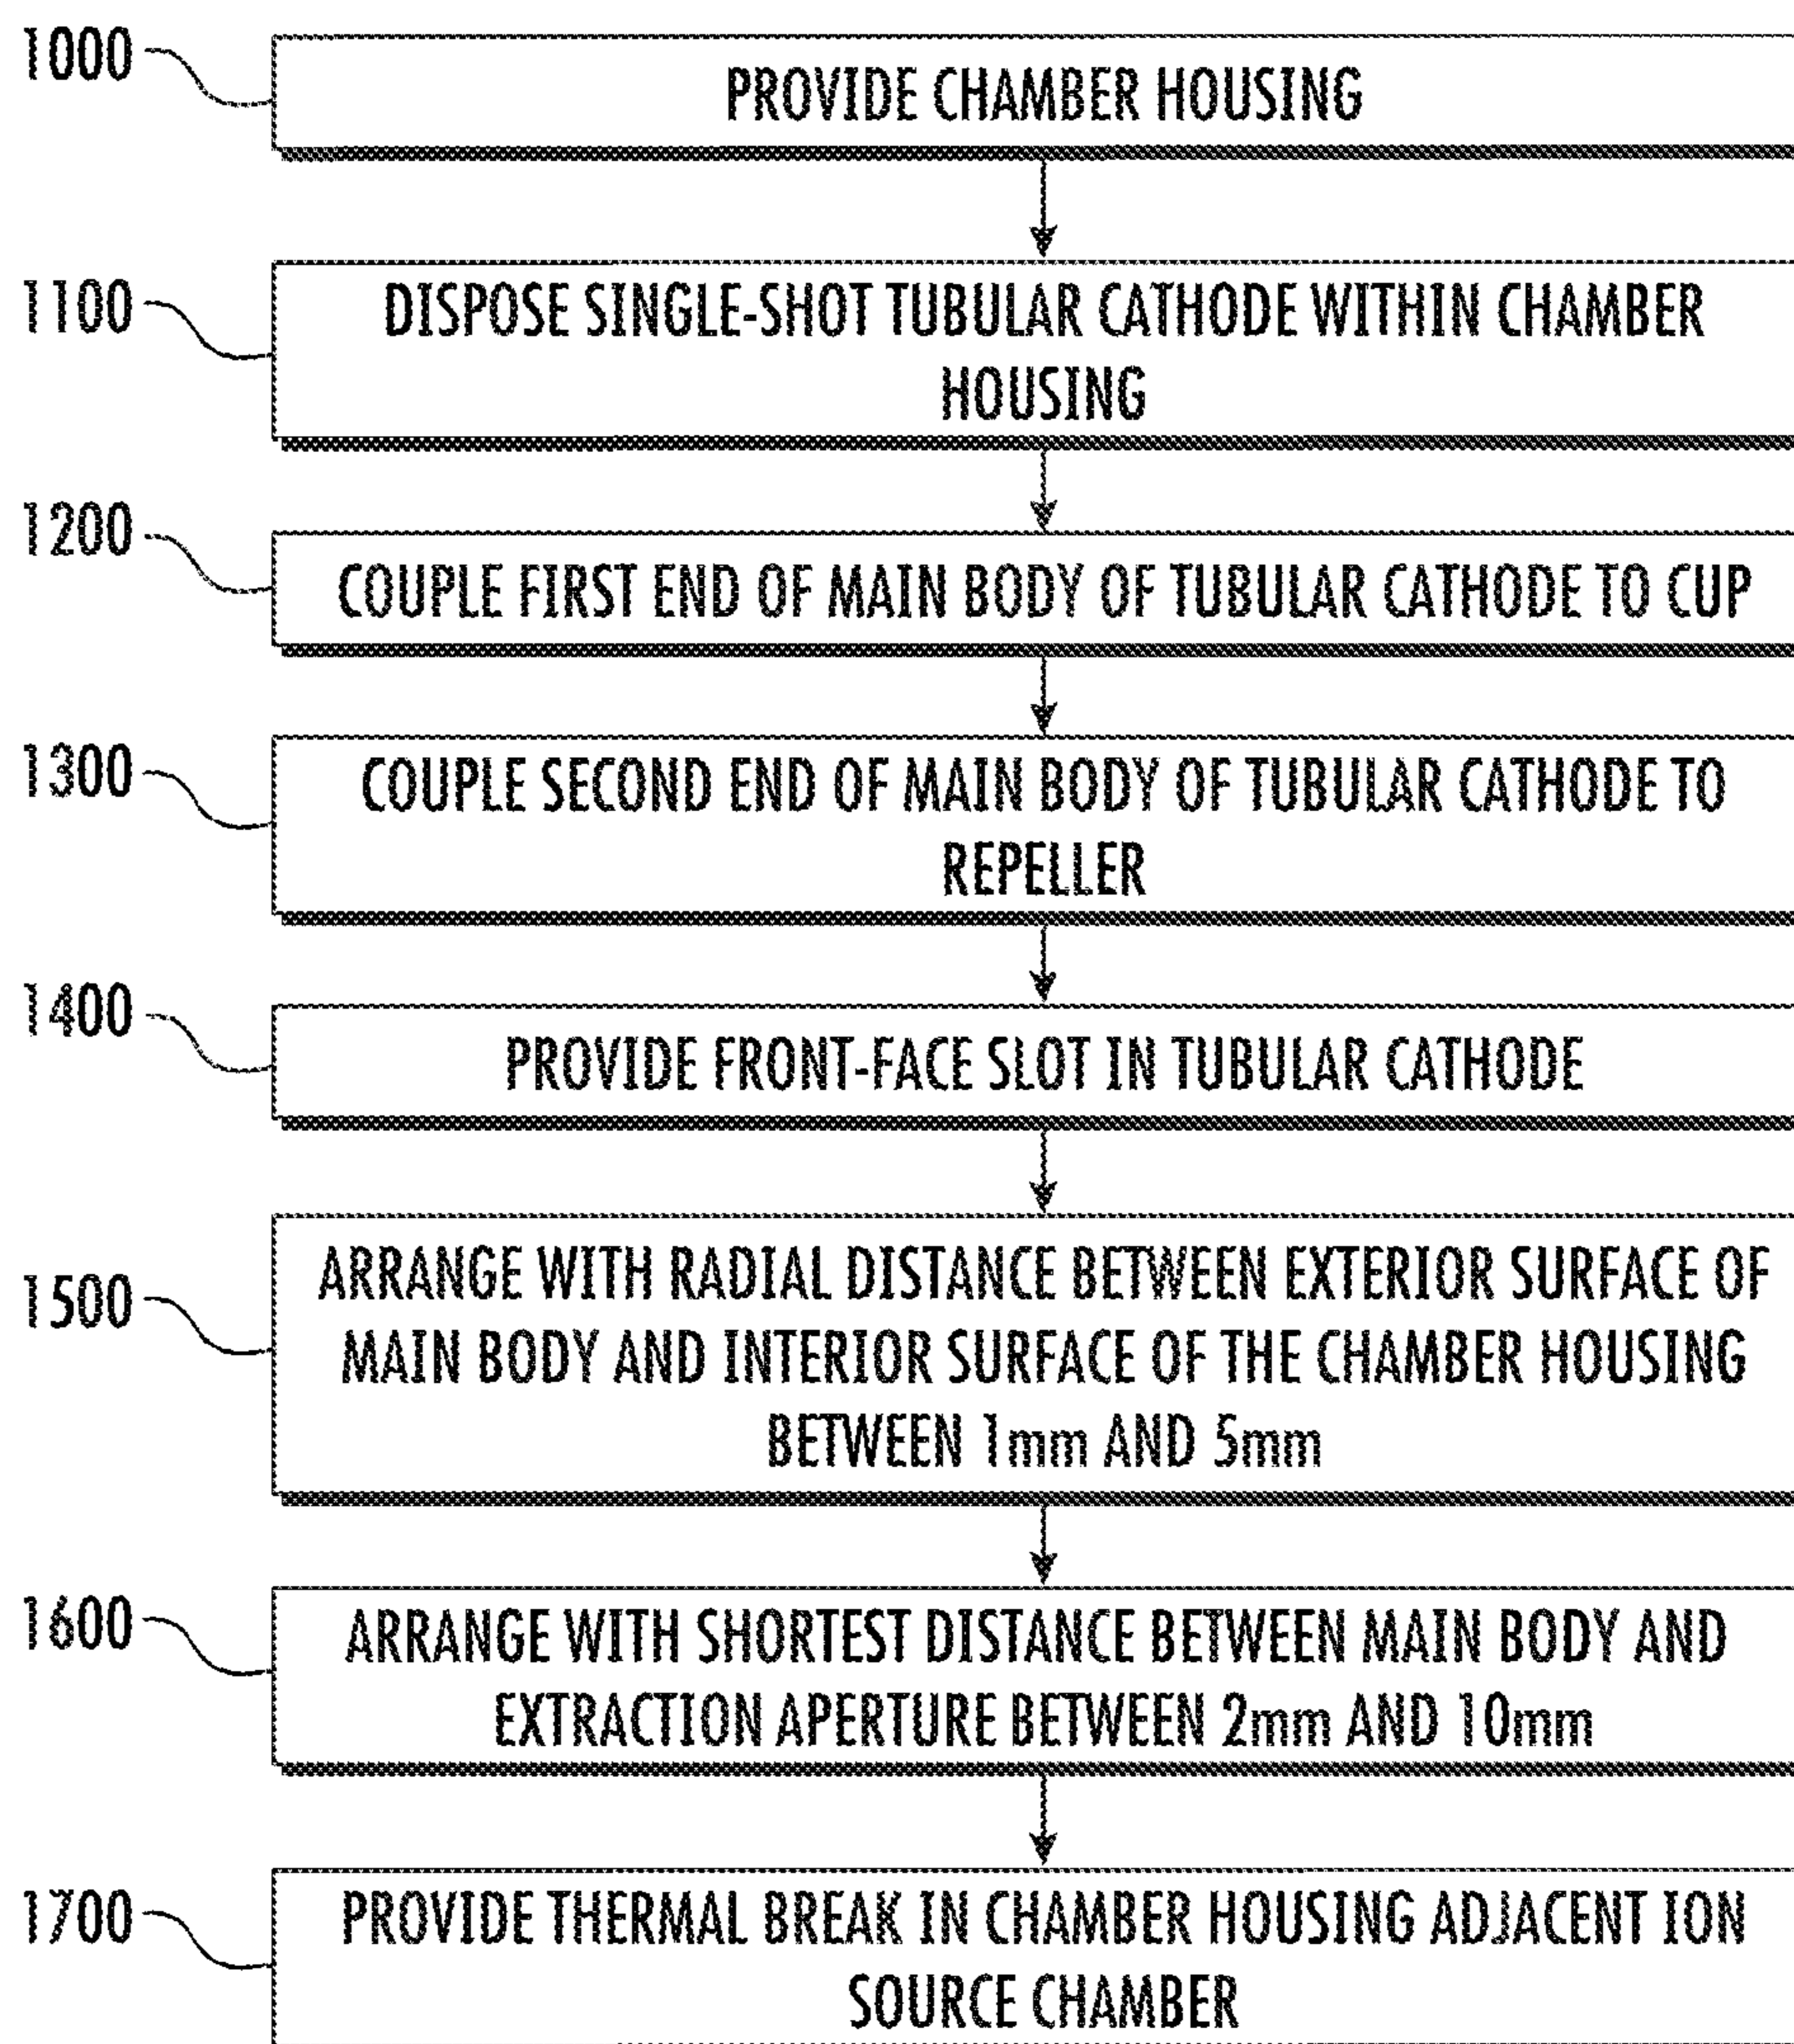 1000
PROVIDE CHAMBER HOUSING
1100
DISPOSE SINGLE-SHOT TUBULAR CATHODE WITHIN CHAMBER
HOUSING
1200
COUPLE FIRST END OF MAIN BODY OF TUBULAR CATHODE TO CUP
1300
COUPLE SECOND END OF MAIN BODY OF TUBULAR CATHODE TO
REPELLER
1400
PROVIDE FRONT-FACE SLOT IN TUBULAR CATHODE
1500
ARRANGE WITH RADIAL DISTANCE BETWEEN EXTERIOR SURFACE OF
MAIN BODY AND INTERIOR SURFACE OF THE CHAMBER HOUSING
BETWEEN 1mm AND 5mm
1600
ARRANGE WITH SHORTEST DISTANCE BETWEEN MAIN BODY AND
EXTRACTION APERTURE BETWEEN 2mm AND 10mm
1700
PROVIDE THERMAL BREAK IN CHAMBER HOUSING ADJACENT ION
SOURCE CHAMBER